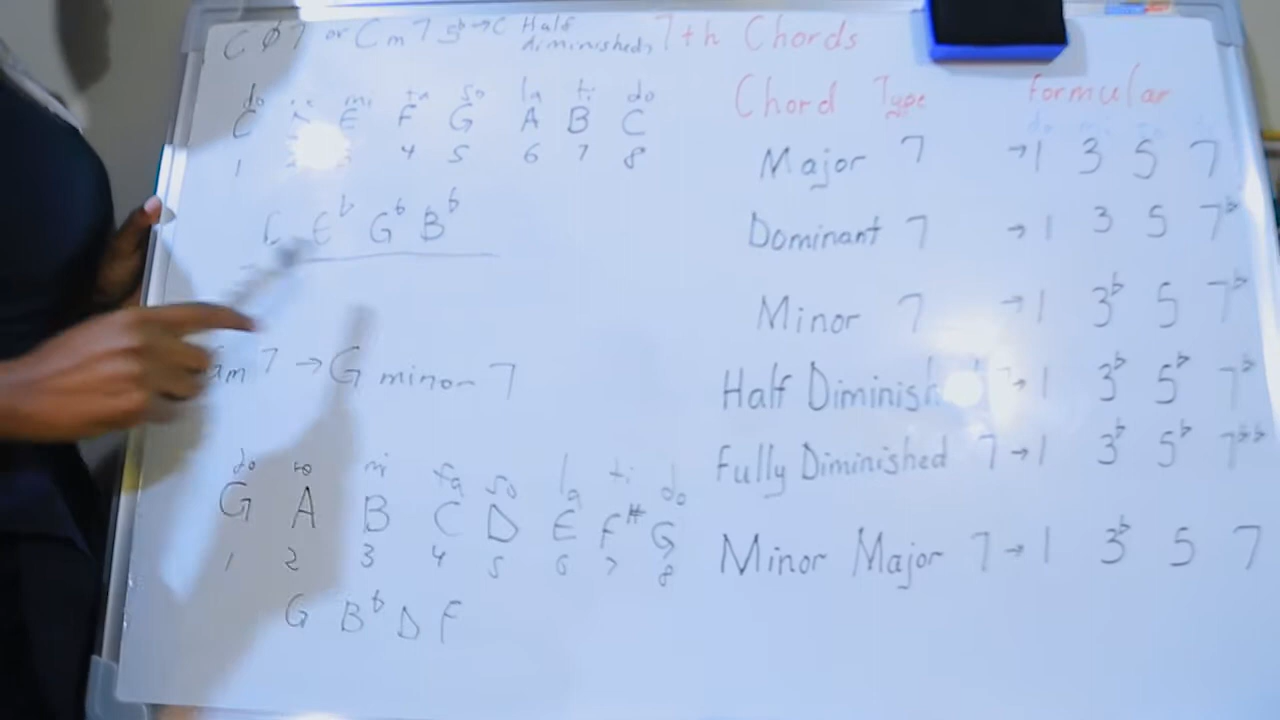 C Ø7 or Cm7 5♭ → C Half diminished7
do mi fa so la ti do
C E F G A B C
1 4 5 6 7 8
C E♭ G♭ B♭
m7 → G minor 7
do re mi fa so la ti do
G A B C D E F# G
1 2 3 4 5 6 7 8
G B♭ D F
7th Chords
Chord Type Formular
Major 7 → 1 3 5 7
Dominant 7 → 1 3 5 7♭
Minor 7 → 1 3♭ 5 7♭
Half Diminish → 1 3♭ 5♭ 7♭
Fully Diminished 7 → 1 3♭ 5♭ 7♭♭
Minor Major 7 → 1 3♭ 5 7